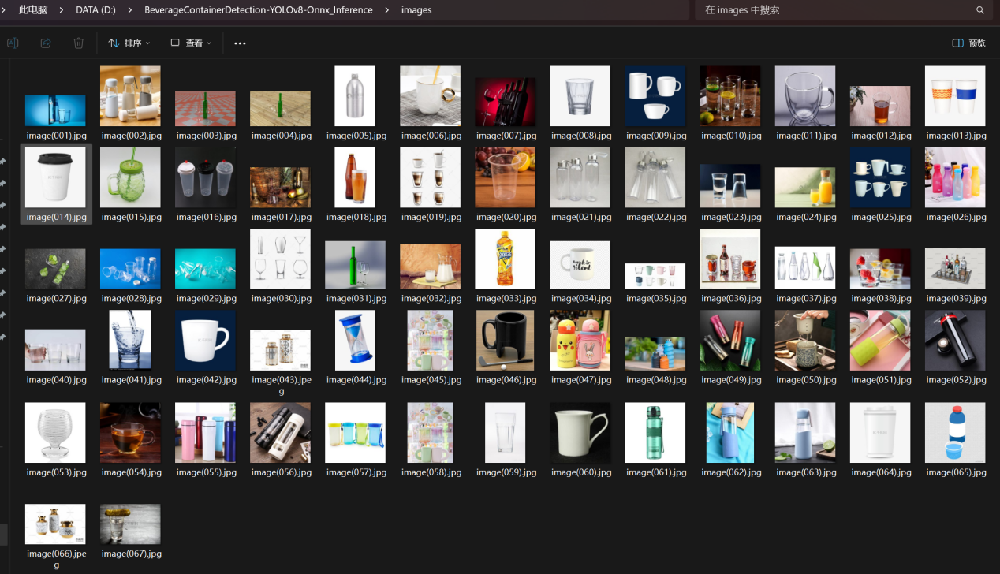 此电脑 > DATA (D:) > BeverageContainerDetection-YOLOv8-Onnx_Inference > images
在 images 中搜索
排序 查看 ... 预览
image(001).jpg image(002).jpg image(003).jpg image(004).jpg image(005).jpg image(006).jpg image(007).jpg image(008).jpg image(009).jpg image(010).jpg image(011).jpg image(012).jpg image(013).jpg
image(014).jpg image(015).jpg image(016).jpg image(017).jpg image(018).jpg image(019).jpg image(020).jpg image(021).jpg image(022).jpg image(023).jpg image(024).jpg image(025).jpg image(026).jpg
image(027).jpg image(028).jpg image(029).jpg image(030).jpg image(031).jpg image(032).jpg image(033).jpg image(034).jpg image(035).jpg image(036).jpg image(037).jpg image(038).jpg image(039).jpg
image(040).jpg image(041).jpg image(042).jpg image(043).jpe image(044).jpg image(045).jpg image(046).jpg image(047).jpg image(048).jpg image(049).jpg image(050).jpg image(051).jpg image(052).jpg
g
image(053).jpg image(054).jpg image(055).jpg image(056).jpg image(057).jpg image(058).jpg image(059).jpg image(060).jpg image(061).jpg image(062).jpg image(063).jpg image(064).jpg image(065).jpg
image(066).jpe image(067).jpg
g